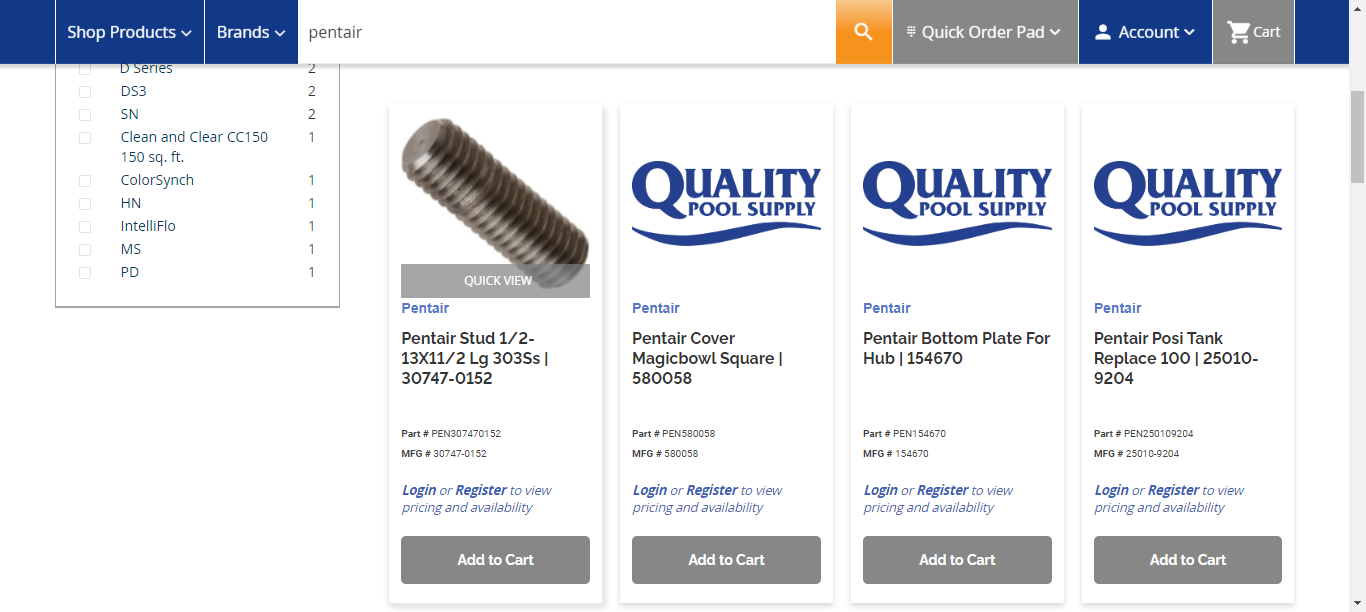 Shop Products
Brands
pentair
Quick Order Pad
Account
Cart
D Series 2
DS3 2
SN 2
Clean and Clear CC150 1
150 sq. ft.
ColorSynch 1
HN 1
IntelliFlo 1
MS 1
PD 1
QUICK VIEW
Pentair
Pentair Stud 1/2-
13X11/2 Lg 303Ss |
30747-0152
Part # PEN307470152
MFG # 30747-0152
Login or Register to view
pricing and availability
Add to Cart
QUALITY
POOL SUPPLY
Pentair
Pentair Cover
Magicbowl Square |
580058
Part # PEN580058
MFG # 580058
Login or Register to view
pricing and availability
Add to Cart
QUALITY
POOL SUPPLY
Pentair
Pentair Bottom Plate For
Hub | 154670
Part # PEN154670
MFG # 154670
Login or Register to view
pricing and availability
Add to Cart
QUALITY
POOL SUPPLY
Pentair
Pentair Posi Tank
Replace 100 | 25010-
9204
Part # PEN250109204
MFG # 25010-9204
Login or Register to view
pricing and availability
Add to Cart